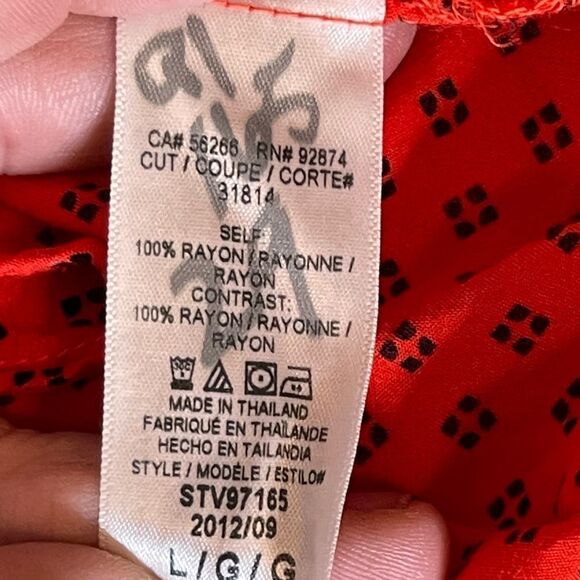 CA# 56266 RN# 92874
CUT / COUPE / CORTE#
31814
SELF:
100% RAYON / RAYONNE /
RAYON
CONTRAST:
100% RAYON / RAYONNE /
RAYON
MADE IN THAILAND
FABRIQUÉ EN THAILANDE
HECHO EN TAILANDIA
STYLE / MODÈLE / ESTILO#
STV97165
2012/09
L / G / G